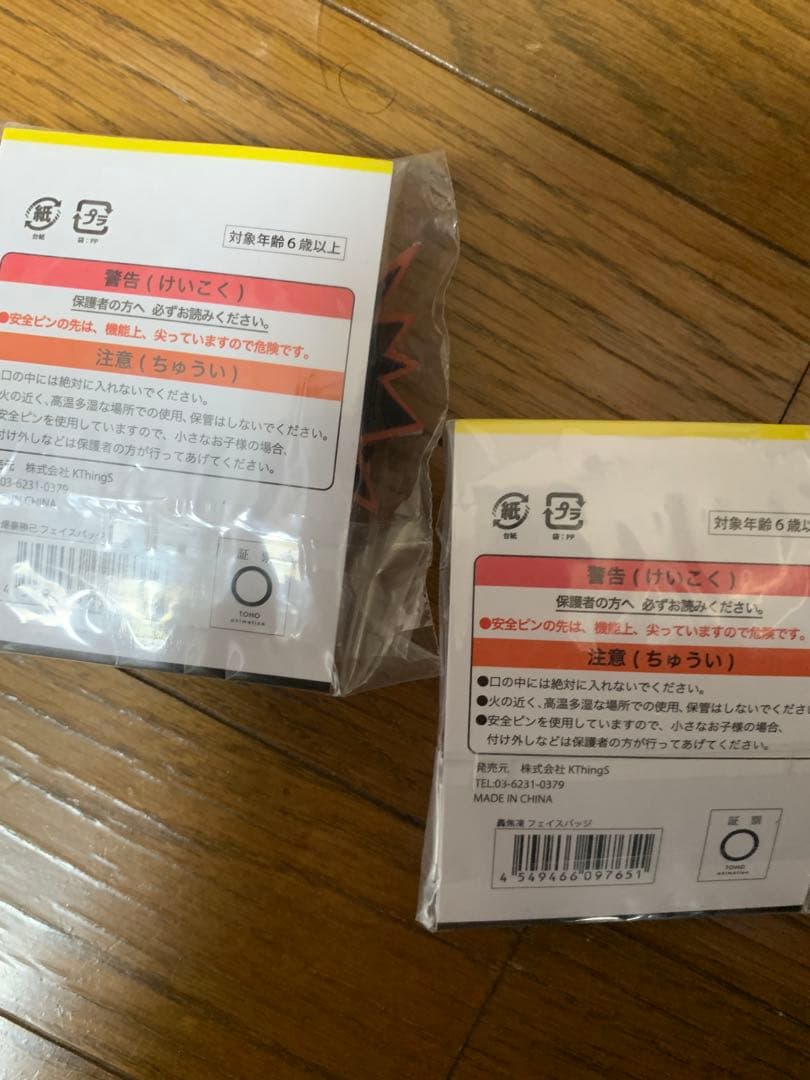 紙
台紙
プラ
袋:PP
対象年齢6歳以上
警告(けいこく)
保護者の方へ 必ずお読みください。
●安全ピンの先は、機能上、尖っていますので危険です。
注意(ちゅうい)
口の中には絶対に入れないでください。
火の近く、高温多湿な場所での使用、保管はしないでください。
安全ピンを使用していますので、小さなお子様の場合、
付け外しなどは保護者の方が行ってあげてください。
元 株式会社 KThingS
03-6231-0379
IN CHINA
爆豪勝己 フェイスバッジ
4
証票
TOHO
animation
紙
台紙
プラ
袋:PP
対象年齢6歳以
警告(けいこく)
保護者の方へ 必ずお読みください。
●安全ピンの先は、機能上、尖っていますので危険です。
注意(ちゅうい)
●口の中には絶対に入れないでください。
●火の近く、高温多湿な場所での使用、保管はしないでくださ
●安全ピンを使用していますので、小さなお子様の場合、
付け外しなどは保護者の方が行ってあげてください。
発売元 株式会社 KThingS
TEL:03-6231-0379
MADE IN CHINA
轟焦凍 フェイスバッジ
4 549466 097651
証票
TOHO
animation